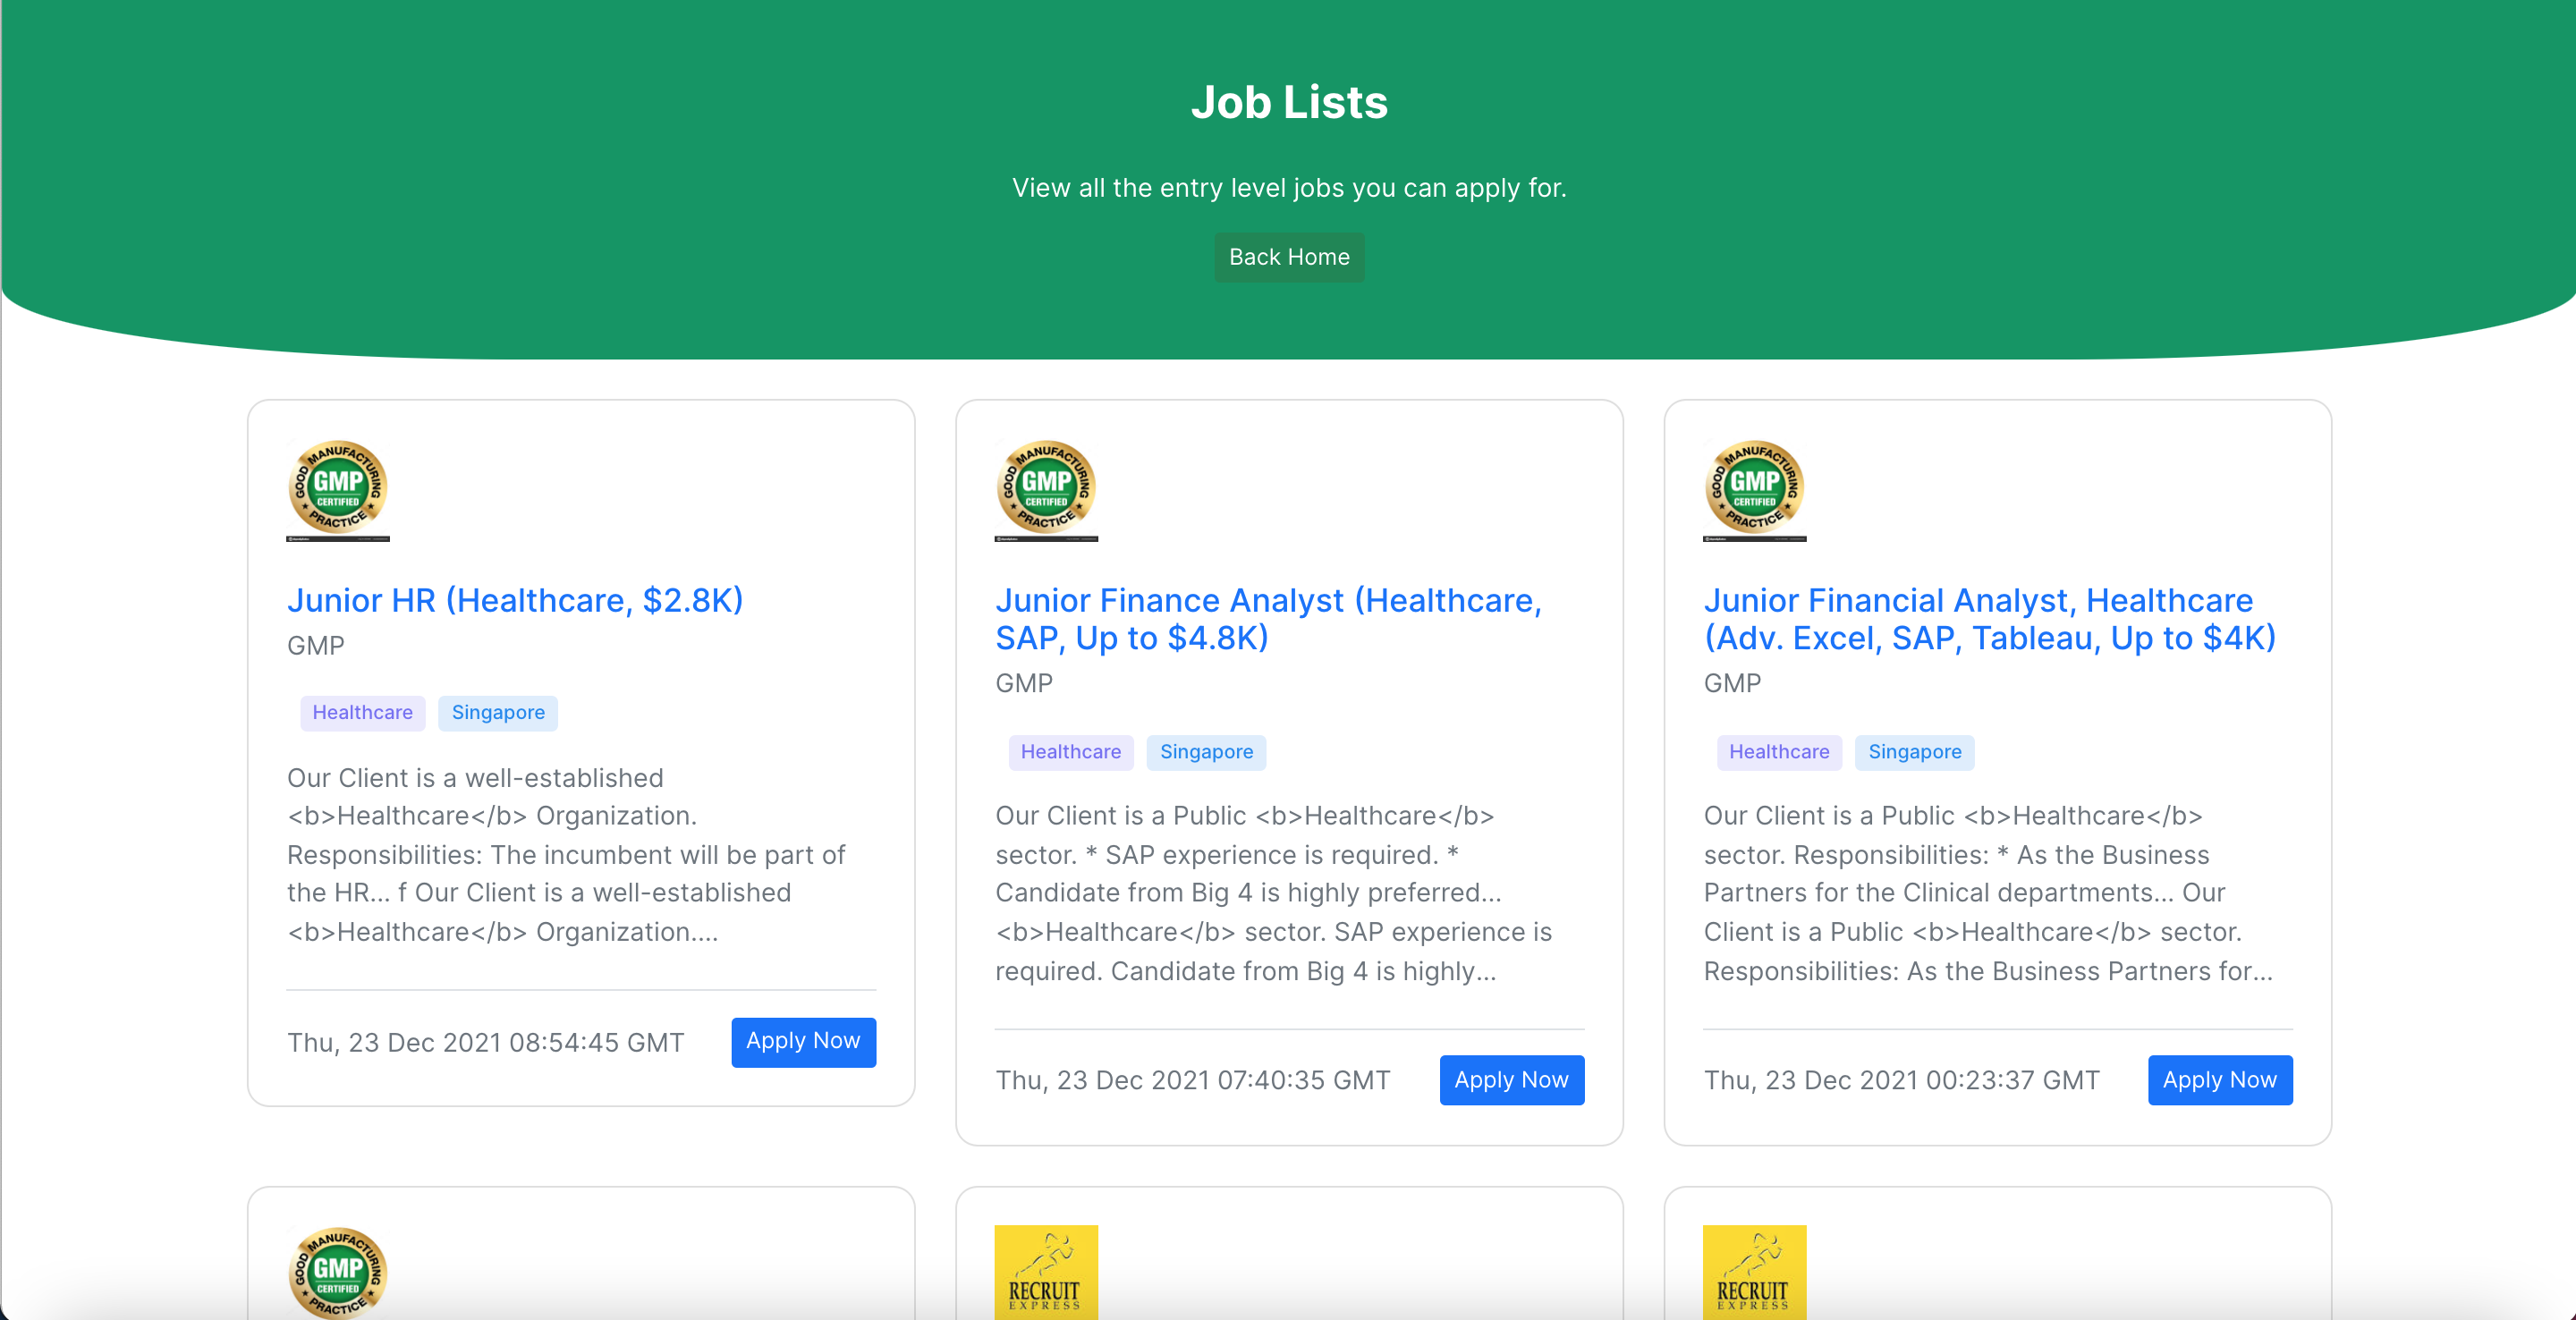 Job Lists
View all the entry level jobs you can apply for.
Back Home
GOOD MANUFACTURING
GMP
CERTIFIED
PRACTICE
Junior HR (Healthcare, $2.8K)
GMP
Healthcare
Singapore
Our Client is a well-established
<b>Healthcare</b> Organization.
Responsibilities: The incumbent will be part of
the HR... f Our Client is a well-established
<b>Healthcare</b> Organization....
Thu, 23 Dec 2021 08:54:45 GMT
Apply Now
GOOD MANUFACTURING
GMP
CERTIFIED
PRACTICE
Junior Finance Analyst (Healthcare,
SAP, Up to $4.8K)
GMP
Healthcare
Singapore
Our Client is a Public <b>Healthcare</b>
sector. * SAP experience is required. *
Candidate from Big 4 is highly preferred...
<b>Healthcare</b> sector. SAP experience is
required. Candidate from Big 4 is highly...
Thu, 23 Dec 2021 07:40:35 GMT
Apply Now
GOOD MANUFACTURING
GMP
CERTIFIED
PRACTICE
Junior Financial Analyst, Healthcare
(Adv. Excel, SAP, Tableau, Up to $4K)
GMP
Healthcare
Singapore
Our Client is a Public <b>Healthcare</b>
sector. Responsibilities: * As the Business
Partners for the Clinical departments... Our
Client is a Public <b>Healthcare</b> sector.
Responsibilities: As the Business Partners for...
Thu, 23 Dec 2021 00:23:37 GMT
Apply Now
GOOD MANUFACTURING
GMP
CERTIFIED
PRACTICE
RECRUIT
EXPRESS
RECRUIT
EXPRESS